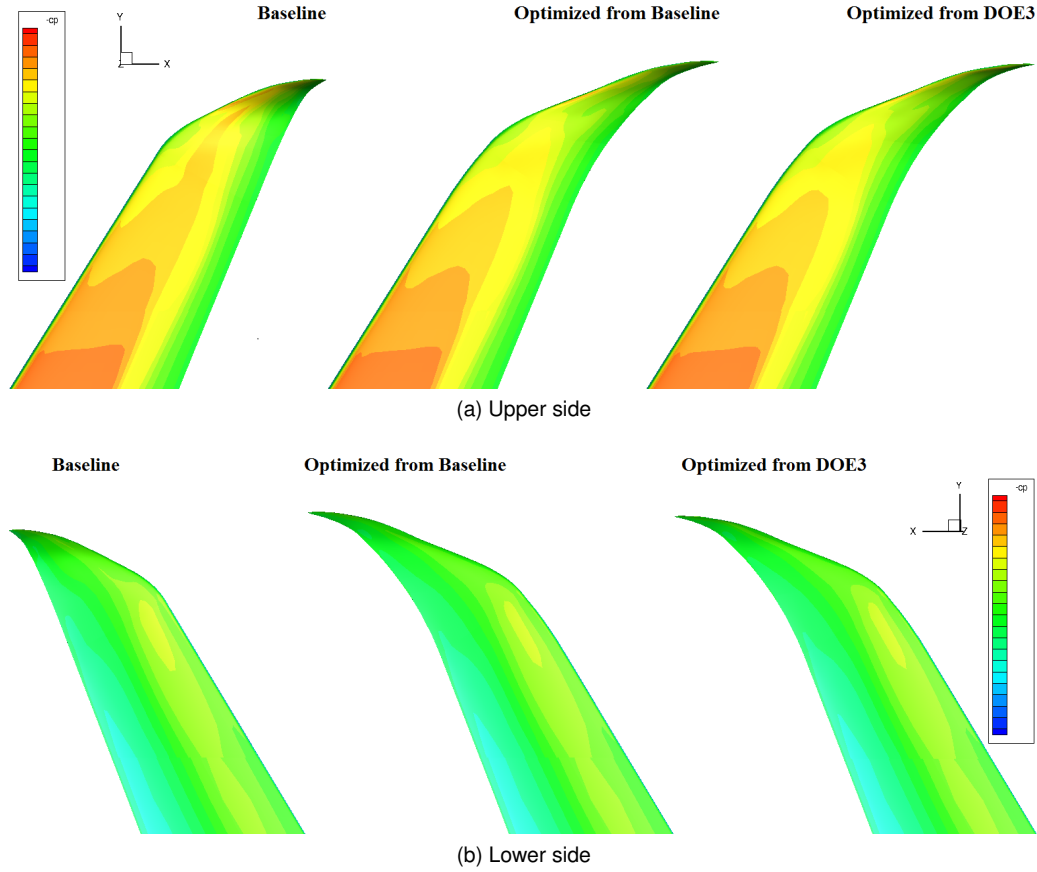 Baseline
Optimized from Baseline
Optimized from DOE3
-cp
Y
Z
X
(a) Upper side
Baseline
Optimized from Baseline
Optimized from DOE3
-cp
Y
X
Z
(b) Lower side